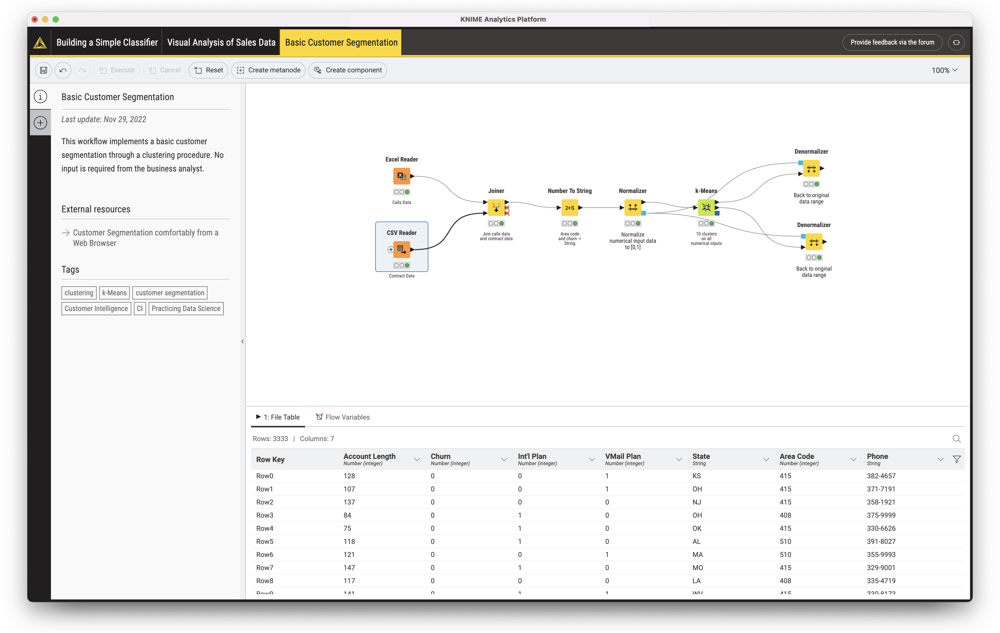 KNIME Analytics Platform
Building a Simple Classifier
Visual Analysis of Sales Data
Basic Customer Segmentation
Provide feedback via the forum
Execute
Cancel
Reset
Create metanode
Create component
100%
Basic Customer Segmentation
Last update: Nov 29, 2022
This workflow implements a basic customer
segmentation through a clustering procedure. No
input is required from the business analyst.
External resources
Customer Segmentation comfortably from a
Web Browser
Tags
clustering k-Means customer segmentation
Customer Intelligence CI Practicing Data Science
Excel Reader
Calls Data
CSV Reader
Contract Data
Joiner
Join calls data
and contract data
Number To String
2▸S
Area code
and churn ->
String
Normalizer
Normalize
numerical input data
to [0,1]
k-Means
10 clusters
on all
numerical inputs
Denormalizer
Back to original
data range
Denormalizer
Back to original
data range
1: File Table
Flow Variables
Rows: 3333 | Columns: 7
Row Key Account Length Churn Int'l Plan VMail Plan State Area Code Phone
Number (integer) Number (integer) Number (integer) Number (integer) String Number (integer) String
Row0 128 0 0 1 KS 415 382-4657
Row1 107 0 0 1 OH 415 371-7191
Row2 137 0 0 0 NJ 415 358-1921
Row3 84 0 1 0 OH 408 375-9999
Row4 75 0 1 0 OK 415 330-6626
Row5 118 0 1 0 AL 510 391-8027
Row6 121 0 0 1 MA 510 355-9993
Row7 147 0 1 0 MO 415 329-9001
Row8 117 0 0 0 LA 408 335-4719
Row9 141 0 1 1 WV 415 330-8173